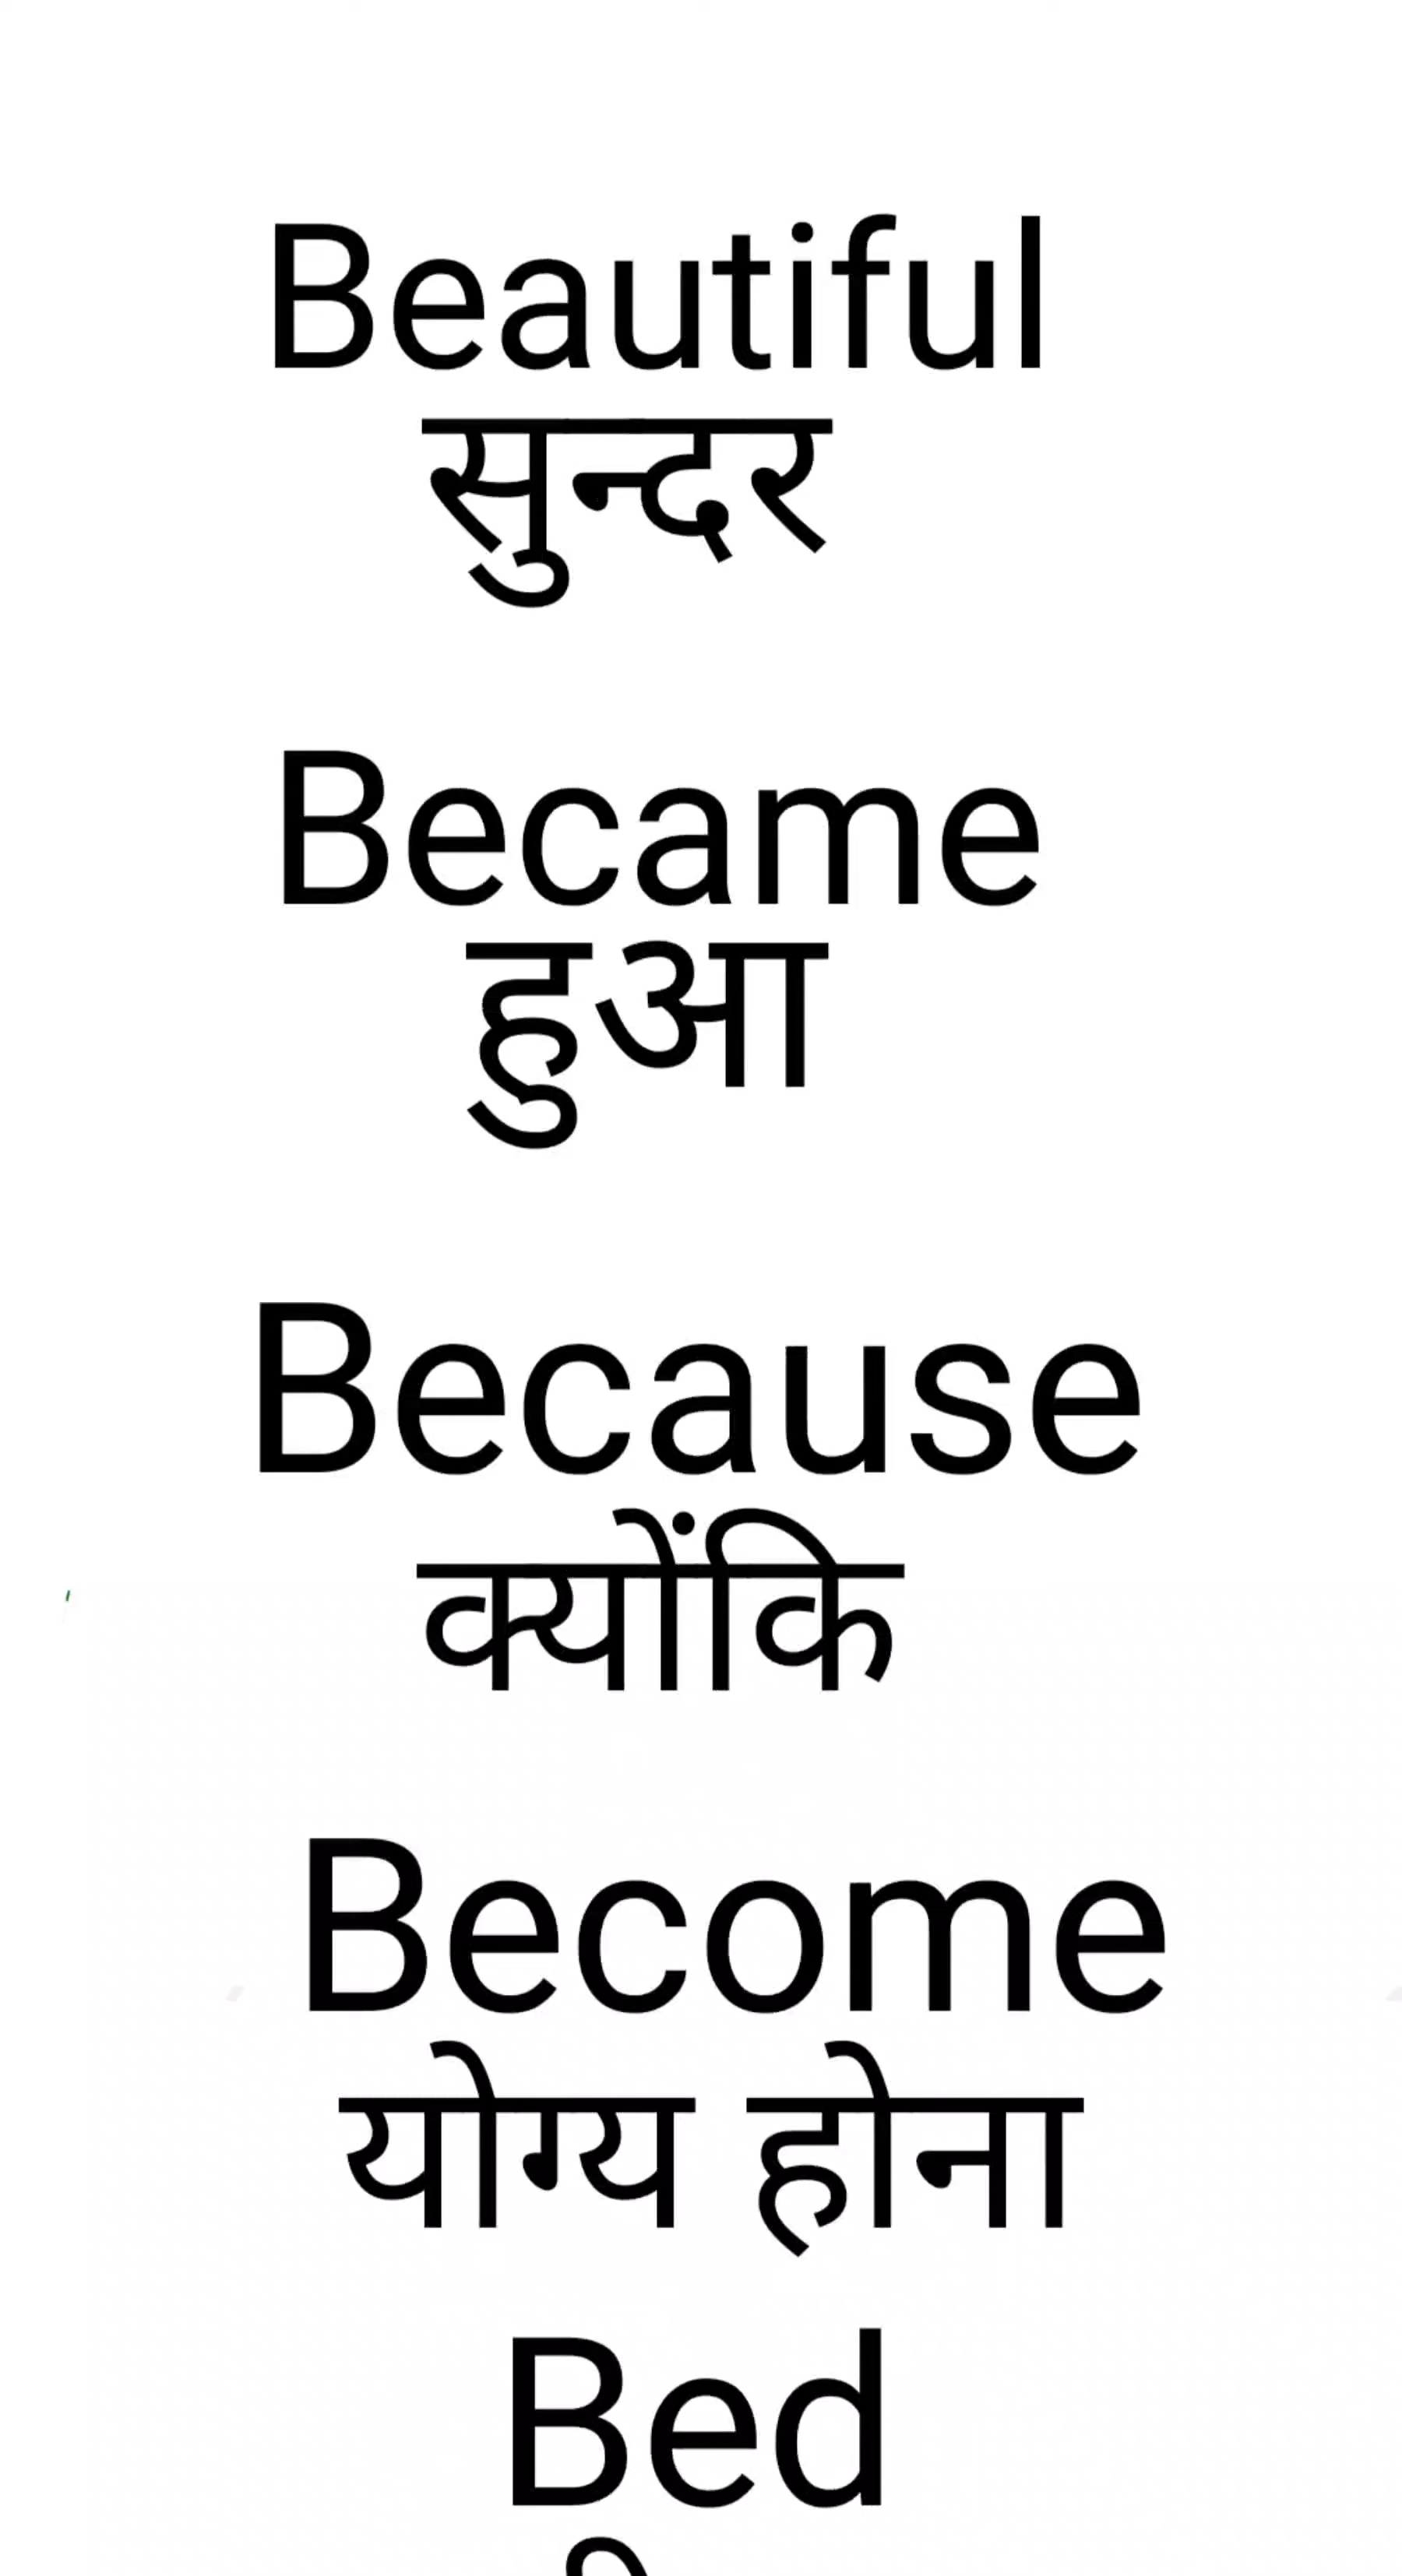 Beautiful
सुन्दर
Became
हुआ
Because
क्योंकि
Become
योग्य होना
Bed